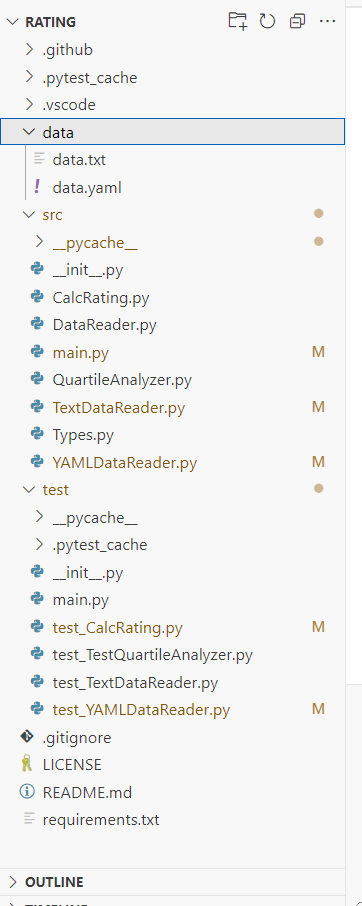 RATING
.github
.pytest_cache
.vscode
data
data.txt
! data.yaml
src
__pycache__
__init__.py
CalcRating.py
DataReader.py
main.py M
QuartileAnalyzer.py
TextDataReader.py M
Types.py
YAMLDataReader.py M
test
__pycache__
.pytest_cache
__init__.py
main.py
test_CalcRating.py M
test_TestQuartileAnalyzer.py
test_TextDataReader.py
test_YAMLDataReader.py M
.gitignore
LICENSE
README.md
requirements.txt
OUTLINE